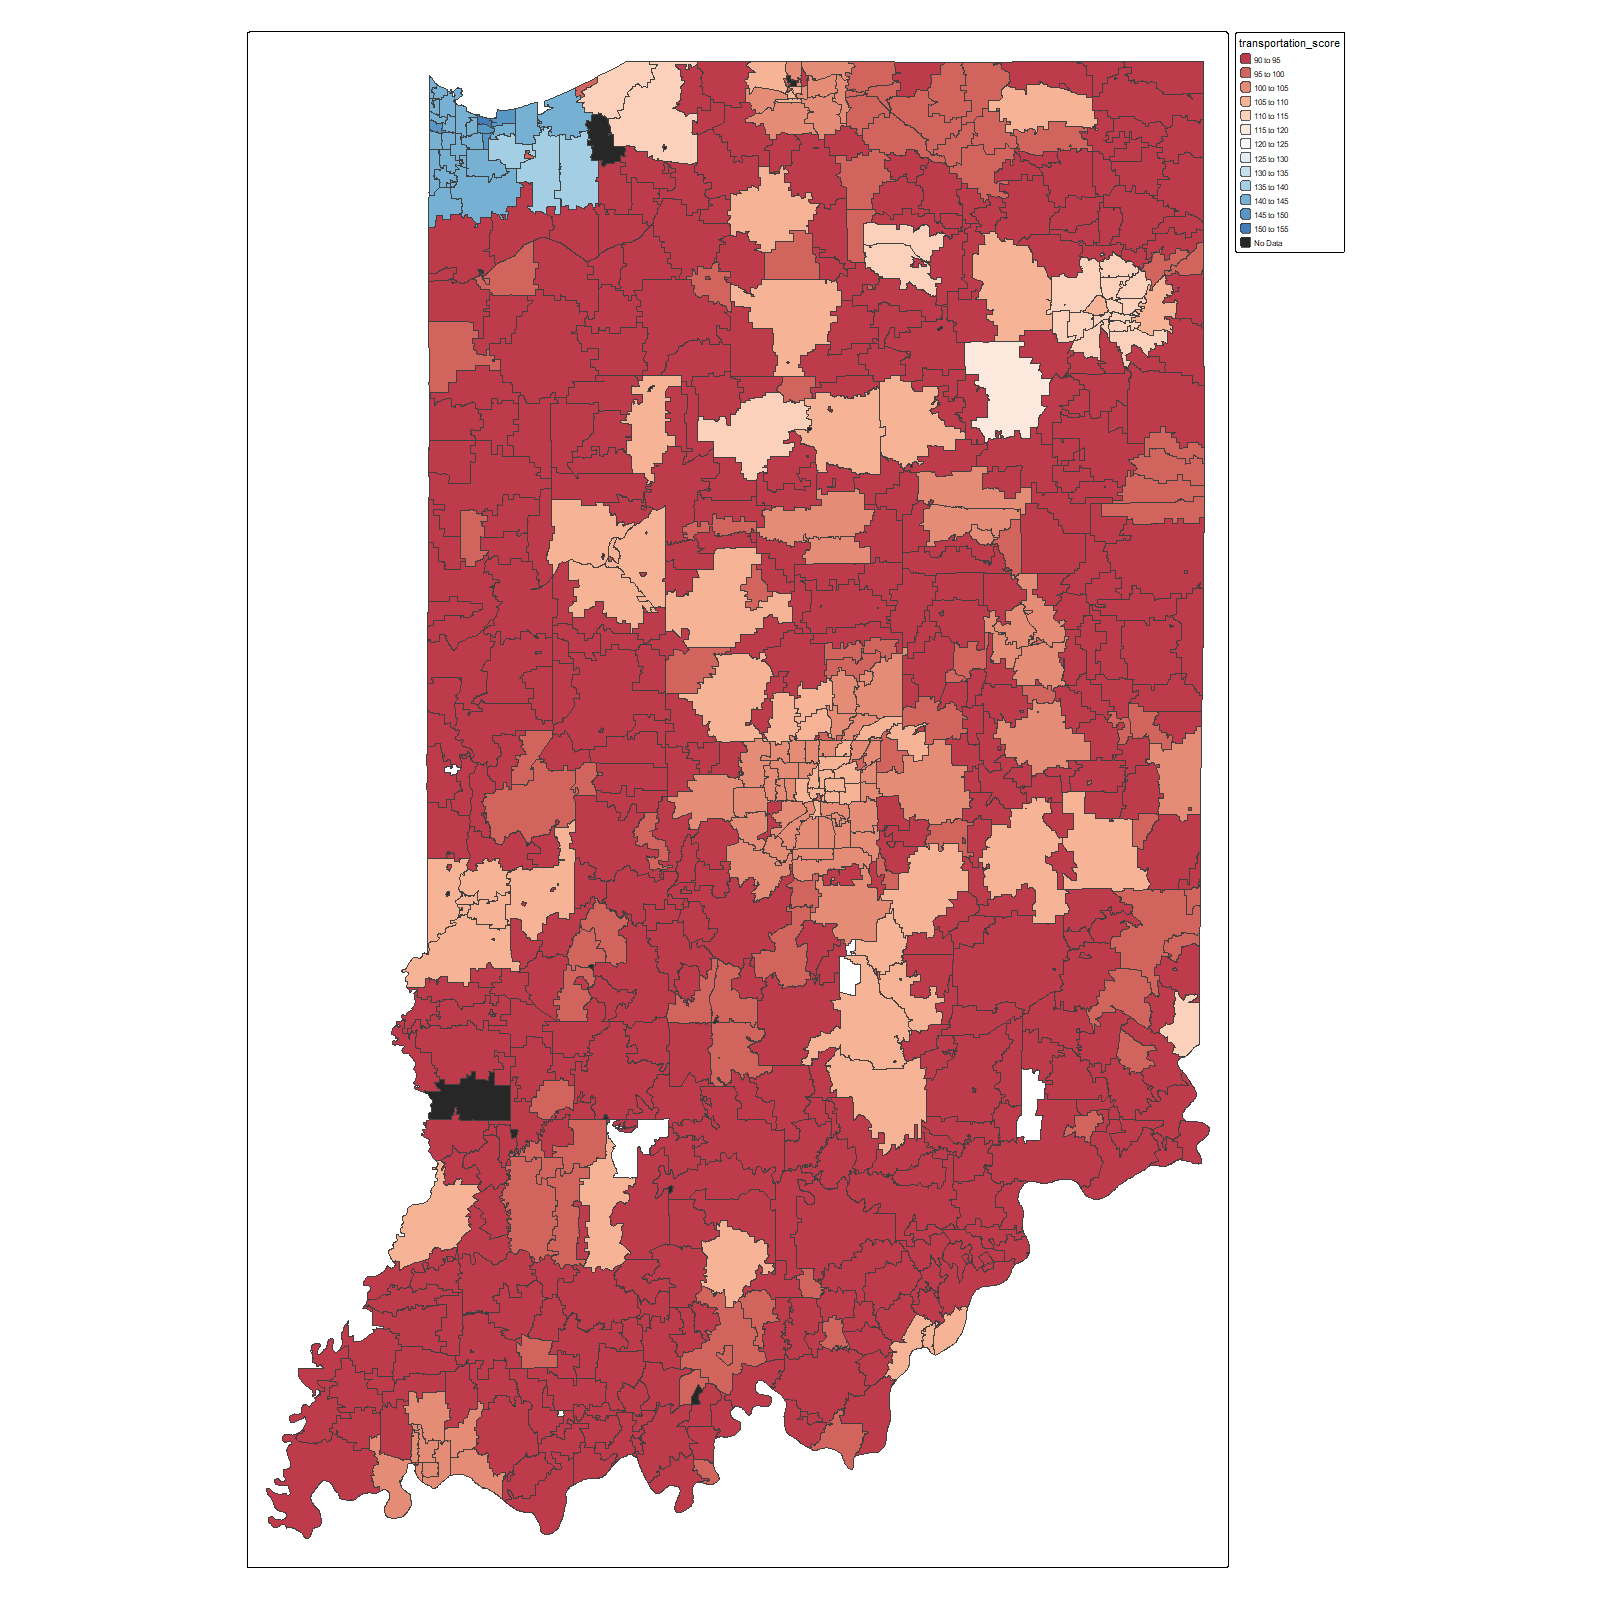 transportation_score
90 to 95
95 to 100
100 to 105
105 to 110
110 to 115
115 to 120
120 to 125
125 to 130
130 to 135
135 to 140
140 to 145
145 to 150
150 to 155
No Data